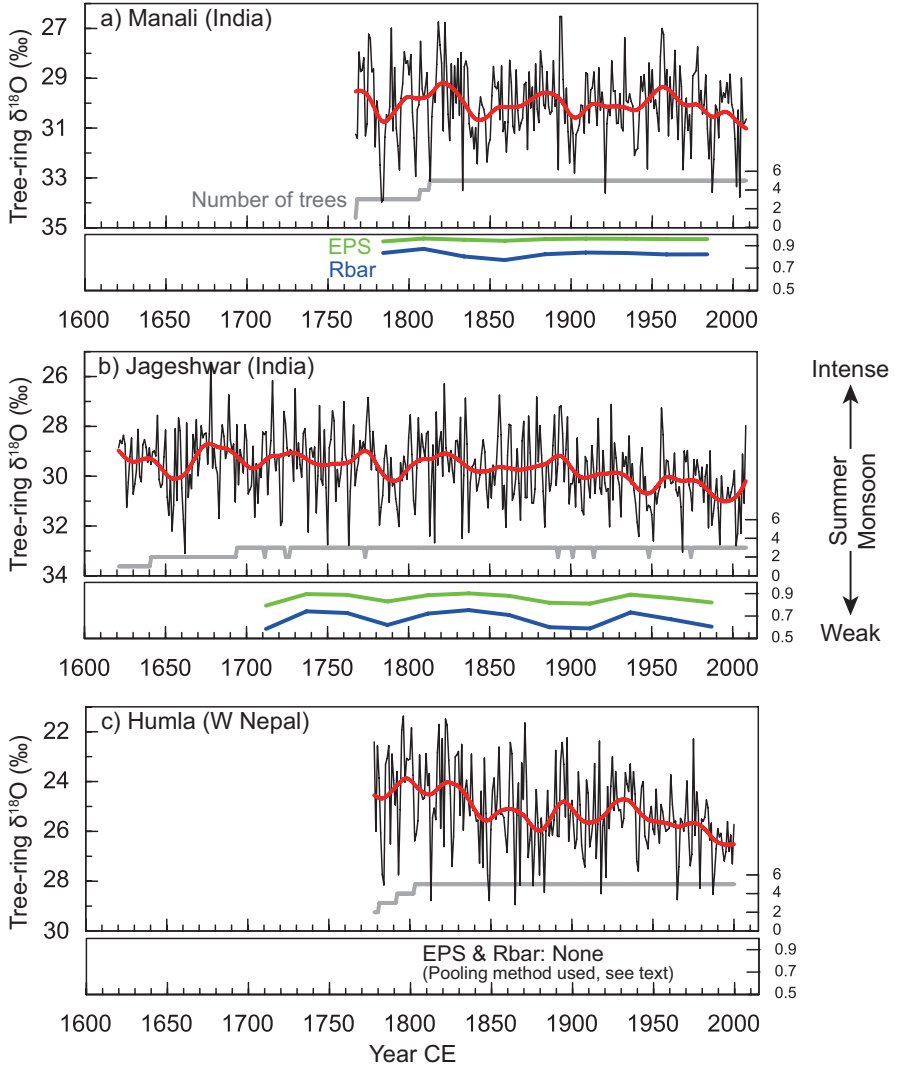 a) Manali (India)
Tree-ring δ¹⁸O (‰)
27
29
31
33
35
Number of trees
6
4
2
0
EPS
Rbar
0.9
0.7
0.5
1600 1650 1700 1750 1800 1850 1900 1950 2000
b) Jageshwar (India)
Tree-ring δ¹⁸O (‰)
26
28
30
32
34
6
4
2
0
0.9
0.7
0.5
1600 1650 1700 1750 1800 1850 1900 1950 2000
Intense
Summer
Monsoon
Weak
c) Humla (W Nepal)
Tree-ring δ¹⁸O (‰)
22
24
26
28
30
6
4
2
0
EPS & Rbar: None
(Pooling method used, see text)
0.9
0.7
0.5
1600 1650 1700 1750 1800 1850 1900 1950 2000
Year CE